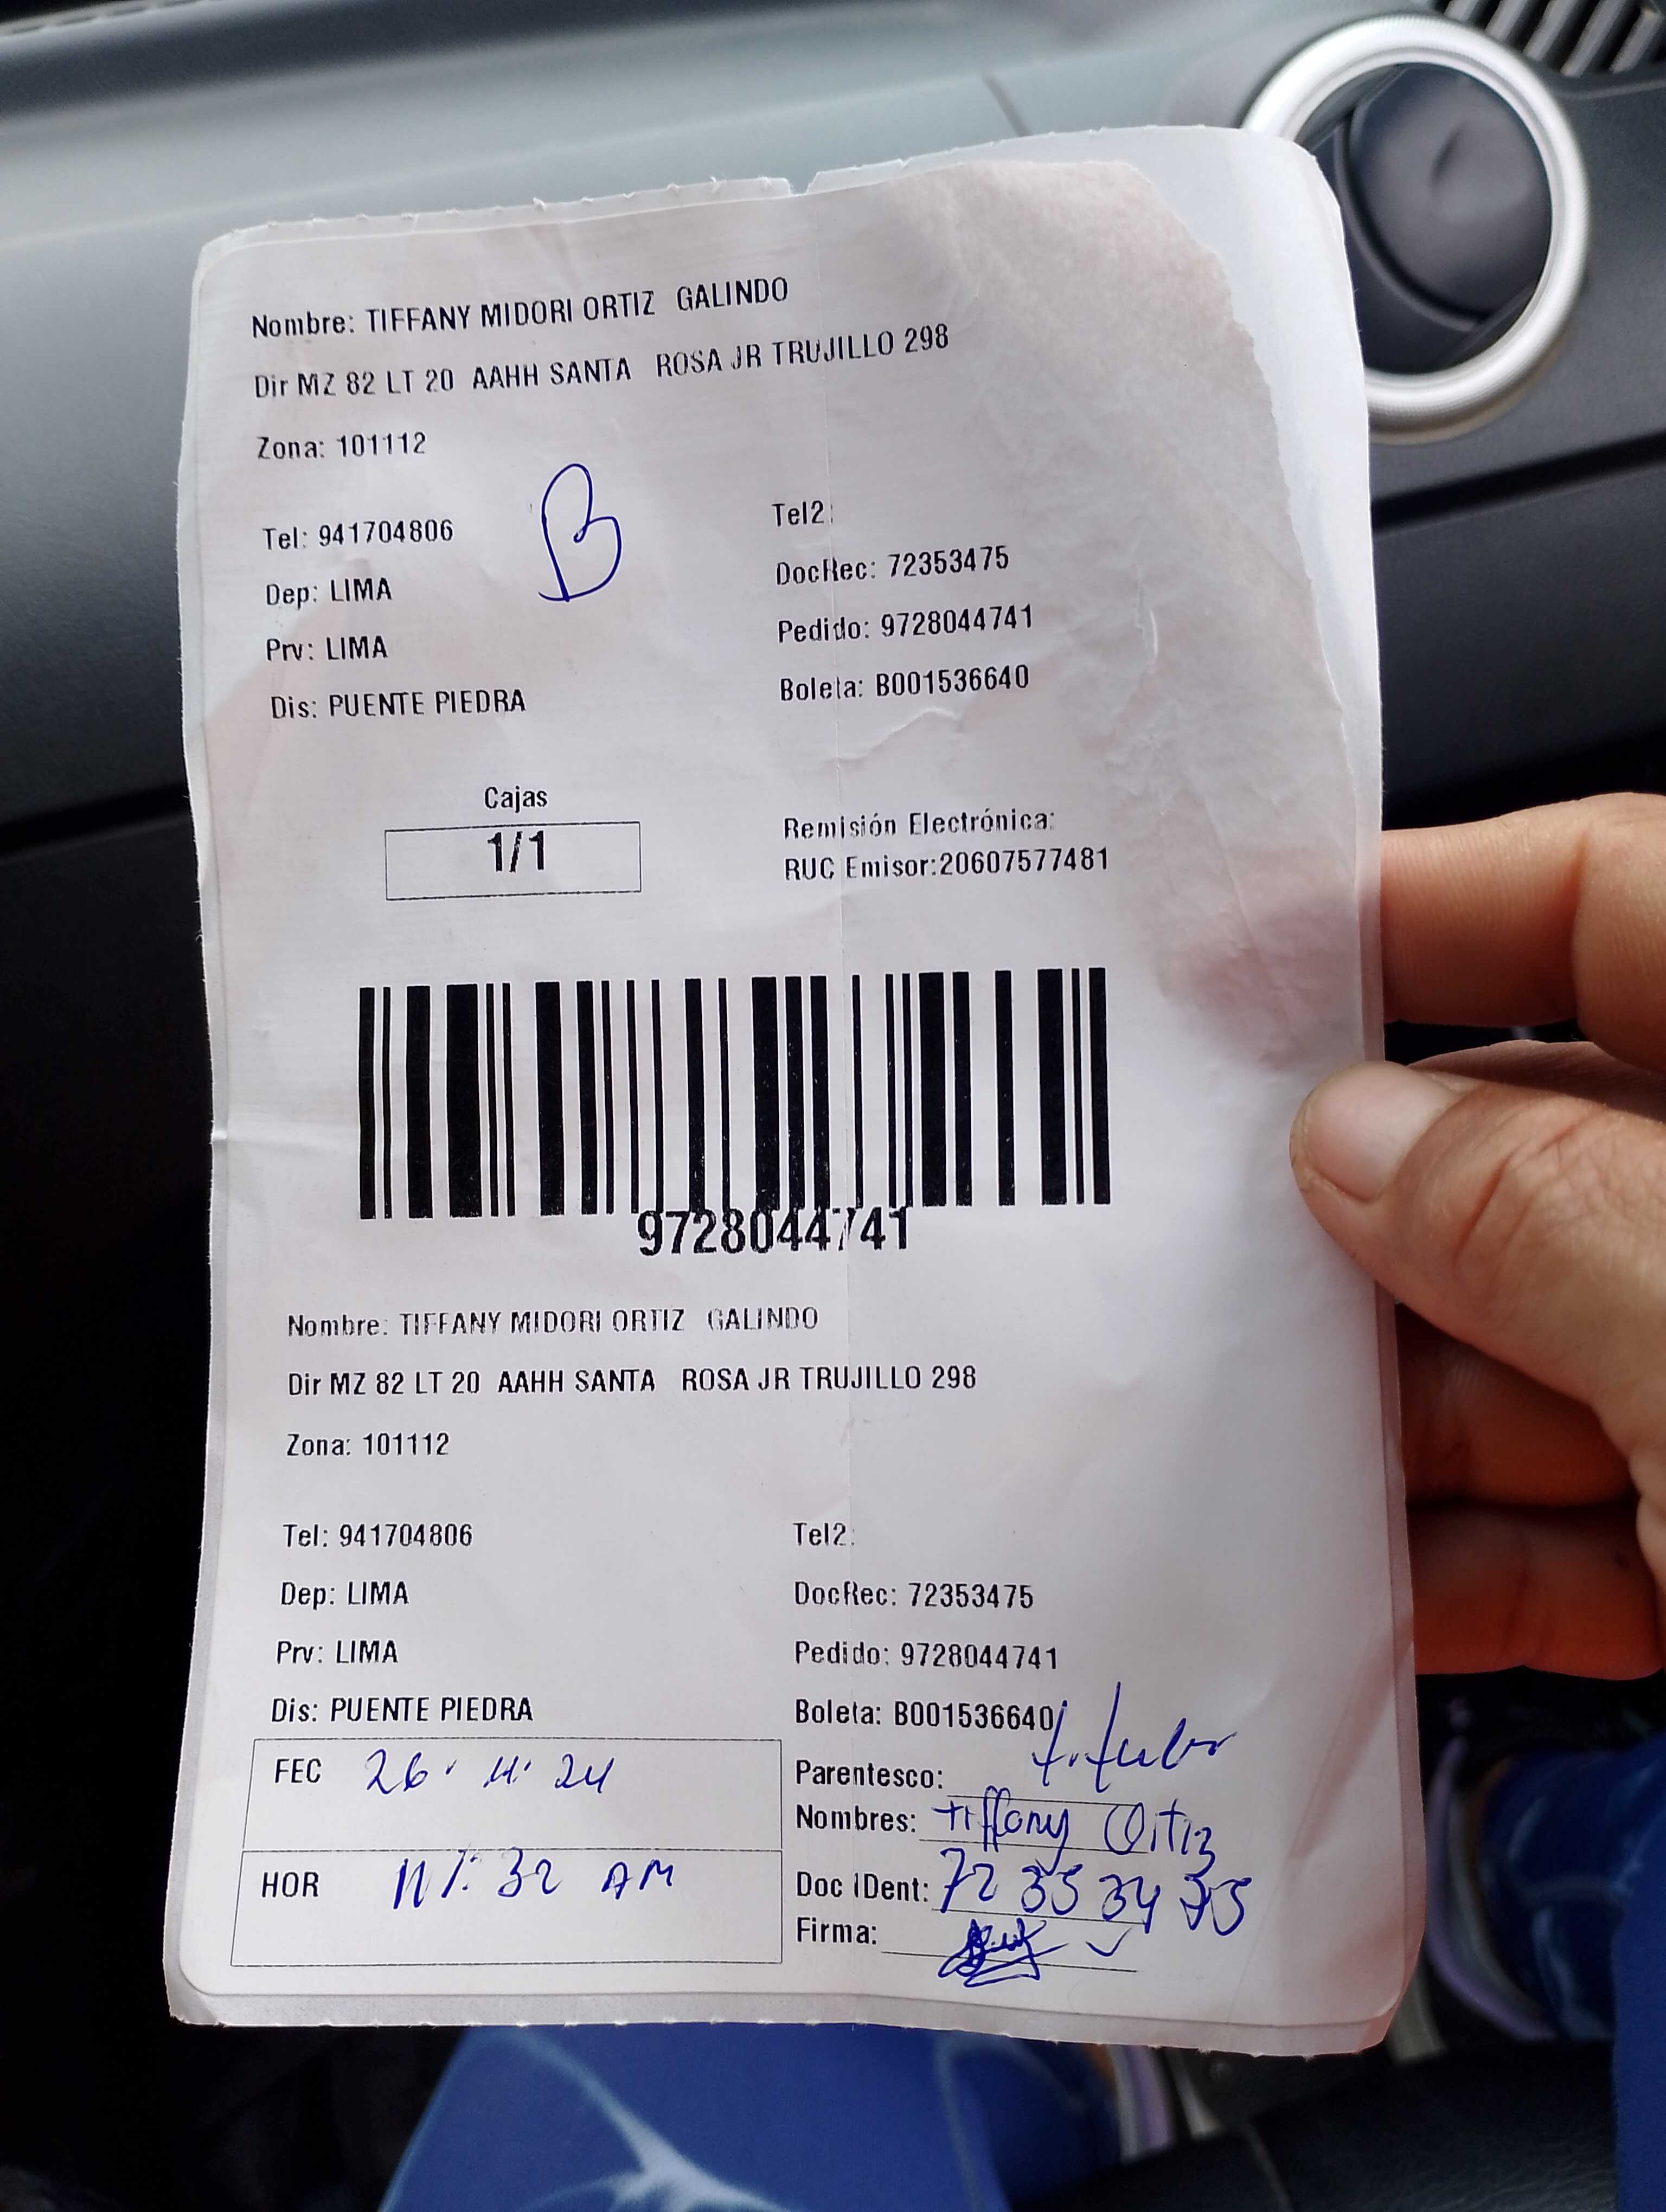 Nombre: TIFFANY MIDORI ORTIZ GALINDO
Dir MZ 82 LT 20 AAHH SANTA ROSA JR TRUJILLO 298
Zona: 101112
B
Tel: 941704806
Tel2:
Dep: LIMA
DocRec: 72353475
Prv: LIMA
Pedido: 9728044741
Dis: PUENTE PIEDRA
Boleta: B001536640
Cajas
1/1
Remisión Electrónica:
RUC Emisor:20607577481
9728044741
Nombre: TIFFANY MIDORI ORTIZ GALINDO
Dir MZ 82 LT 20 AAHH SANTA ROSA JR TRUJILLO 298
Zona: 101112
Tel: 941704806
Tel2:
Dep: LIMA
DocRec: 72353475
Prv: LIMA
Pedido: 9728044741
Dis: PUENTE PIEDRA
Boleta: B001536640
FEC 26. 11. 24
Parentesco: titular
Nombres: Tiffany Ortiz
HOR 11: 32 AM
Doc IDent: 72 35 34 75
Firma: